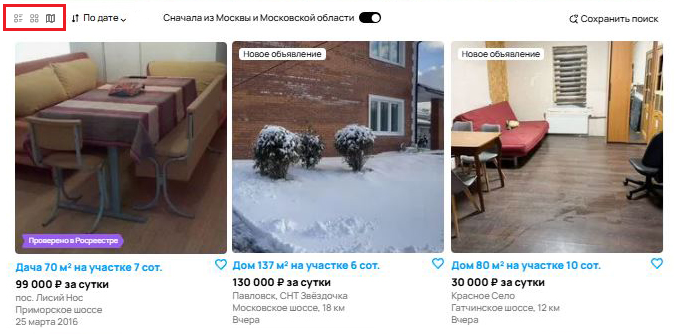 По дате
Сначала из Москвы и Московской области
Сохранить поиск
Новое объявление
Новое объявление
Проверено в Росреестре
Дача 70 м² на участке 7 сот.
99 000 ₽ за сутки
пос. Лисий Нос
Приморское шоссе
25 марта 2016
Дом 137 м² на участке 6 сот.
130 000 ₽ за сутки
Павловск, СНТ Звёздочка
Московское шоссе, 18 км
Вчера
Дом 80 м² на участке 10 сот.
30 000 ₽ за сутки
Красное Село
Гатчинское шоссе, 12 км
Вчера